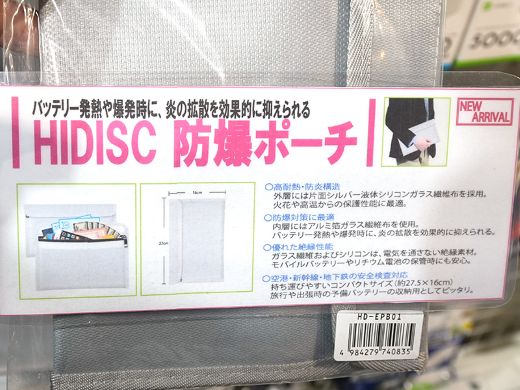 バッテリー発熱や爆発時に、炎の拡散を効果的に抑えられる
HIDISC 防爆ポーチ
NEW ARRIVAL
○高耐熱・防炎構造
外層には片面シルバー液体シリコンガラス繊維布を採用。
火花や高温からの保護性能に最適。
○防爆対策に最適
内層にはアルミ箔ガラス繊維布を使用。
バッテリー発熱や爆発時に、炎の拡散を効果的に抑えられる。
○優れた絶縁性能
ガラス繊維およびシリコンは、電気を通さない絶縁素材。
モバイルバッテリーやリチウム電池の保管時にも安心。
○空港・新幹線・地下鉄の安全検査対応
持ち運びやすいコンパクトサイズ(約27.5×16cm)
旅行や出張時の予備バッテリーの収納用としてピッタリ。
16cm
HD-EPB01
4 984279 740835